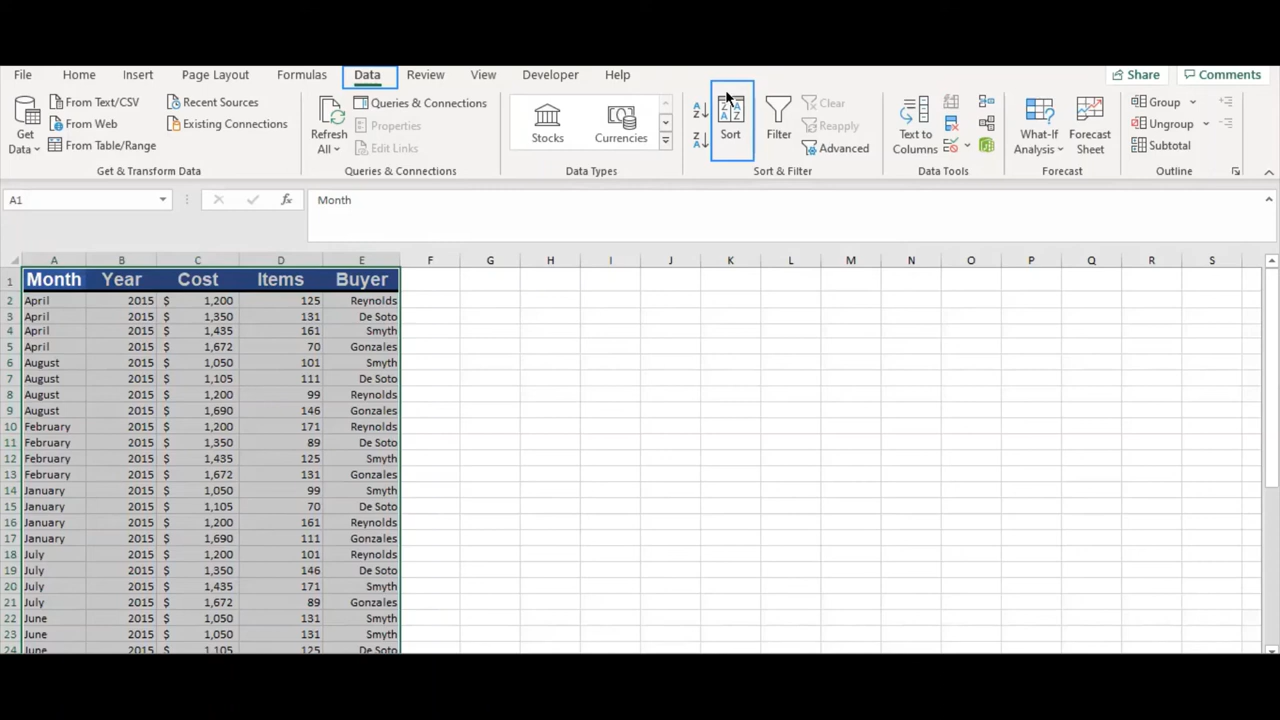 File Home Insert Page Layout Formulas Data Review View Developer Help Share Comments
Get Data
From Text/CSV
From Web
From Table/Range
Recent Sources
Existing Connections
Get & Transform Data
Refresh All
Queries & Connections
Properties
Edit Links
Queries & Connections
Stocks Currencies
Data Types
Sort
Filter
Clear
Reapply
Advanced
Sort & Filter
Text to Columns
Data Tools
What-If Analysis
Forecast Sheet
Forecast
Group
Ungroup
Subtotal
Outline
A1 fx Month
A B C D E F G H I J K L M N O P Q R S
1 Month Year Cost Items Buyer
2 April 2015 $ 1,200 125 Reynolds
3 April 2015 $ 1,350 131 De Soto
4 April 2015 $ 1,435 161 Smyth
5 April 2015 $ 1,672 70 Gonzales
6 August 2015 $ 1,050 101 Smyth
7 August 2015 $ 1,105 111 De Soto
8 August 2015 $ 1,200 99 Reynolds
9 August 2015 $ 1,690 146 Gonzales
10 February 2015 $ 1,200 171 Reynolds
11 February 2015 $ 1,350 89 De Soto
12 February 2015 $ 1,435 125 Smyth
13 February 2015 $ 1,672 131 Gonzales
14 January 2015 $ 1,050 99 Smyth
15 January 2015 $ 1,105 70 De Soto
16 January 2015 $ 1,200 161 Reynolds
17 January 2015 $ 1,690 111 Gonzales
18 July 2015 $ 1,200 101 Reynolds
19 July 2015 $ 1,350 146 De Soto
20 July 2015 $ 1,435 171 Smyth
21 July 2015 $ 1,672 89 Gonzales
22 June 2015 $ 1,050 131 Smyth
23 June 2015 $ 1,050 131 Smyth
24 June 2015 $ 1,105 125 De Soto